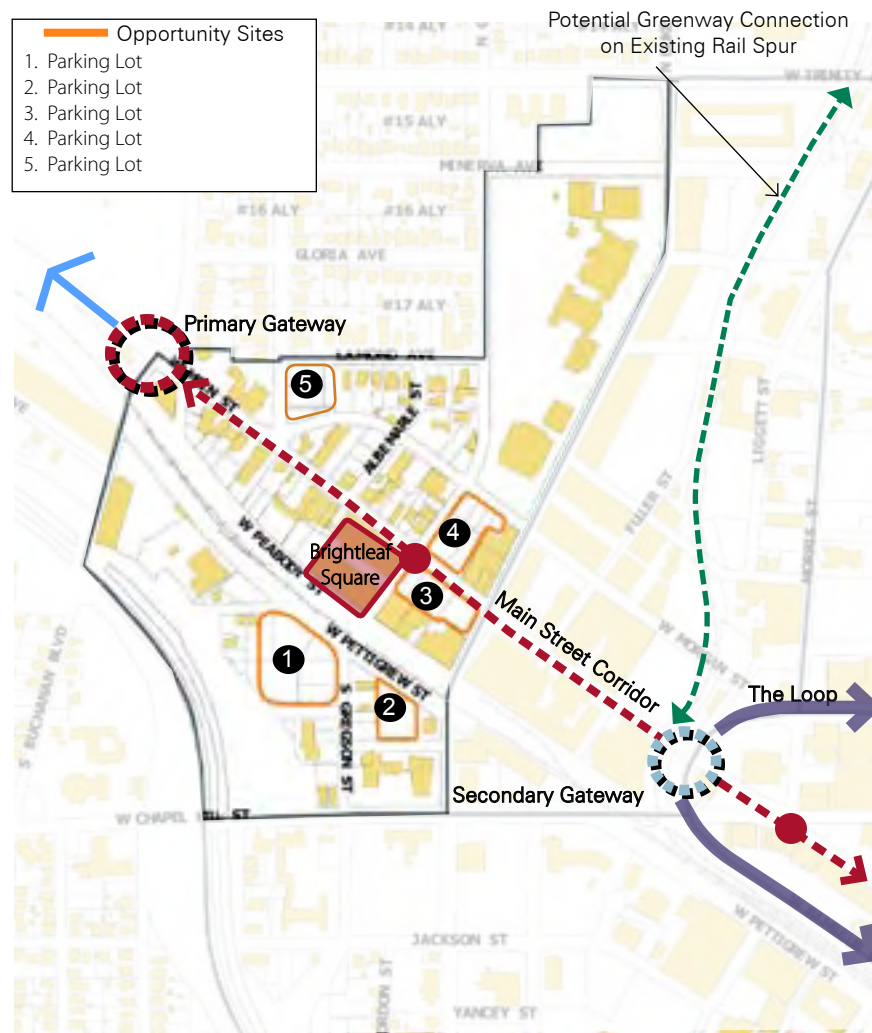 Opportunity Sites
1. Parking Lot
2. Parking Lot
3. Parking Lot
4. Parking Lot
5. Parking Lot
Potential Greenway Connection
on Existing Rail Spur
#14 ALY
W TRINITY
#15 ALY
MINERVA AVE
#16 ALY
#16 ALY
GLORIA AVE
#17 ALY
Primary Gateway
LAMOND AVE
5
ALBEMARLE ST
LEGGETT ST
FULER ST
4
W PEABODY ST
Brightleaf
Square
3
Main Street Corridor
W MORGAN ST
1
W PETTIGREW ST
S BUCHANAN BLVD
2
S GREGSON ST
The Loop
Secondary Gateway
W CHAPEL HILL ST
W PETTIGREW ST
JACKSON ST
YANCEY ST